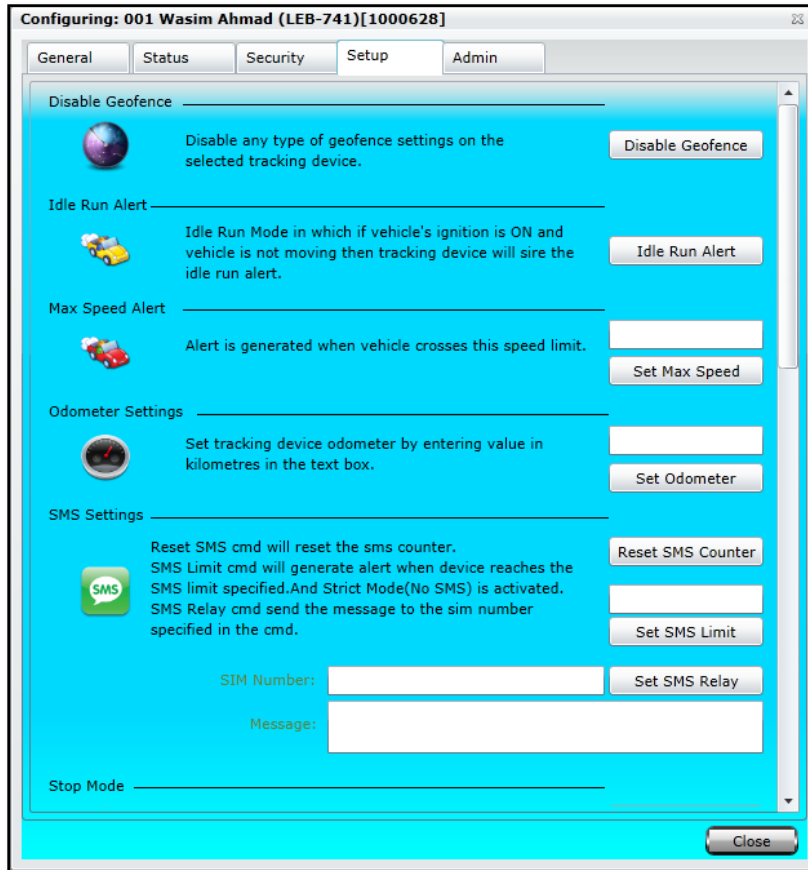 Configuring: 001 Wasim Ahmad (LEB-741)[1000628]
General
Status
Security
Setup
Admin
Disable Geofence
Disable any type of geofence settings on the
selected tracking device.
Disable Geofence
Idle Run Alert
Idle Run Mode in which if vehicle's ignition is ON and
vehicle is not moving then tracking device will sire the
idle run alert.
Idle Run Alert
Max Speed Alert
Alert is generated when vehicle crosses this speed limit.
Set Max Speed
Odometer Settings
Set tracking device odometer by entering value in
kilometres in the text box.
Set Odometer
SMS Settings
SMS
Reset SMS cmd will reset the sms counter.
SMS Limit cmd will generate alert when device reaches the
SMS limit specified.And Strict Mode(No SMS) is activated.
SMS Relay cmd send the message to the sim number
specified in the cmd.
Reset SMS Counter
Set SMS Limit
SIM Number:
Set SMS Relay
Message:
Stop Mode
Close